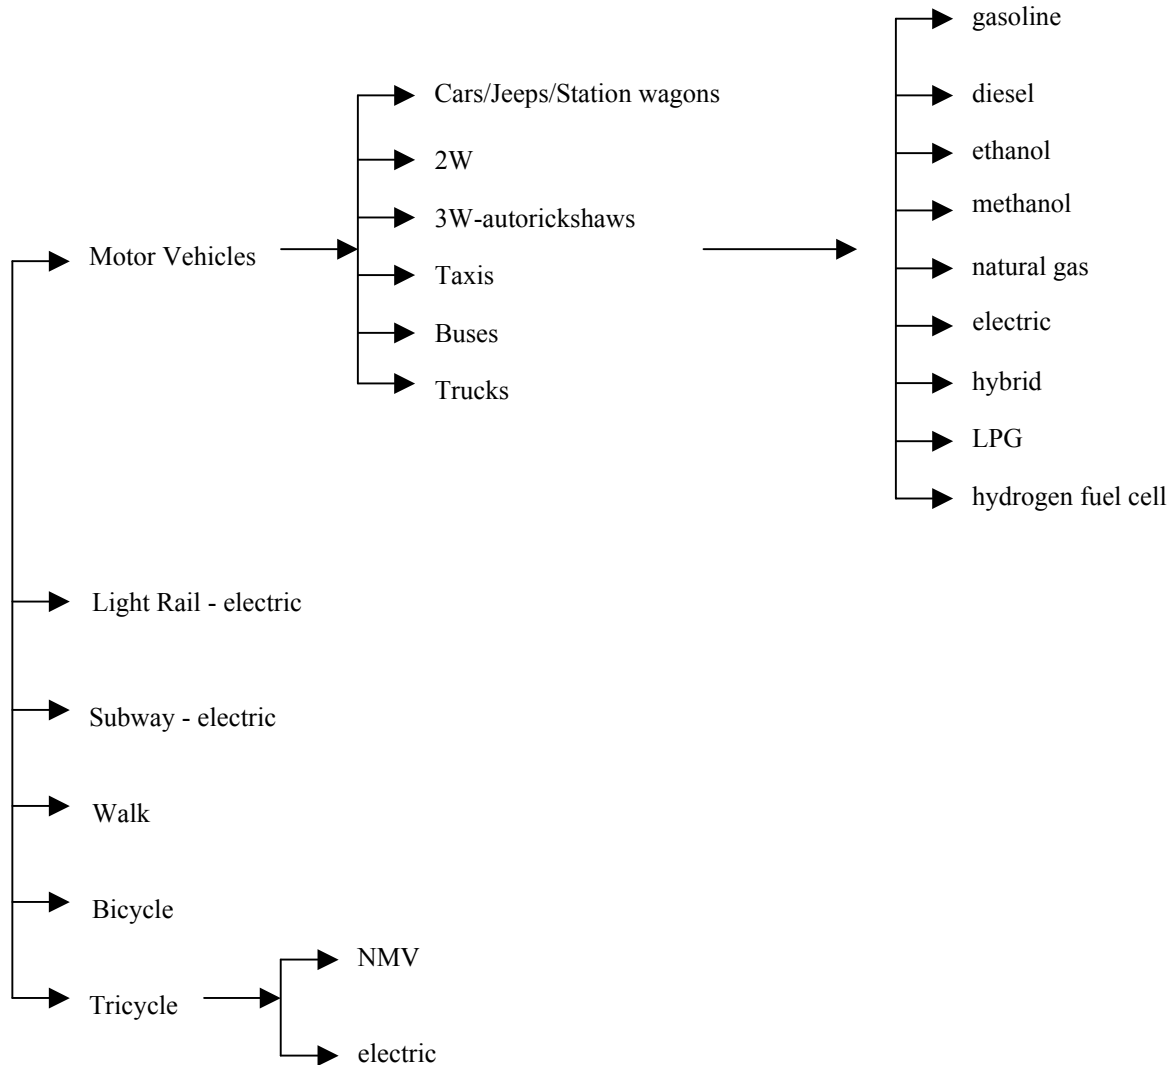 gasoline
Cars/Jeeps/Station wagons
diesel
2W
ethanol
3W-autorickshaws
methanol
Motor Vehicles
Taxis
natural gas
Buses
electric
Trucks
hybrid
LPG
hydrogen fuel cell
Light Rail - electric
Subway - electric
Walk
Bicycle
Tricycle
NMV
electric